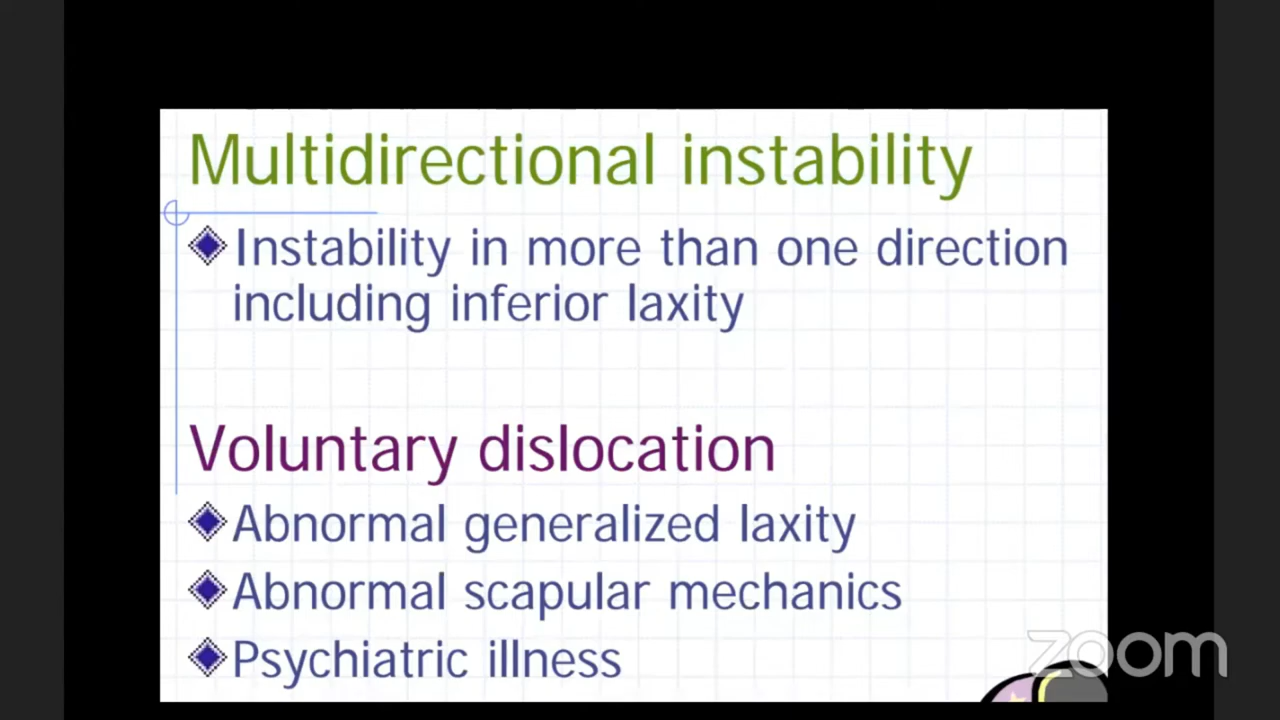 Multidirectional instability
Instability in more than one direction
including inferior laxity
Voluntary dislocation
Abnormal generalized laxity
Abnormal scapular mechanics
Psychiatric illness
zoom